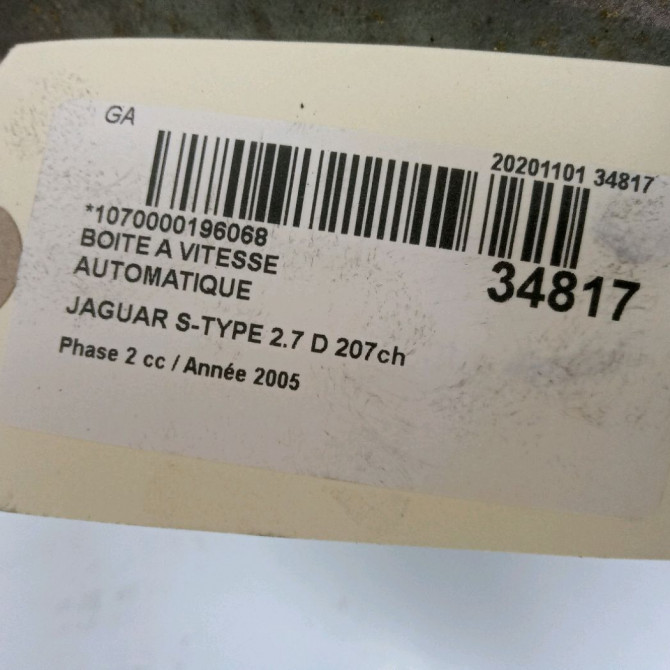 GA
20201101 34817
*1070000196068
34817
BOITE A VITESSE
AUTOMATIQUE
JAGUAR S-TYPE 2.7 D 207ch
Phase 2 cc / Année 2005